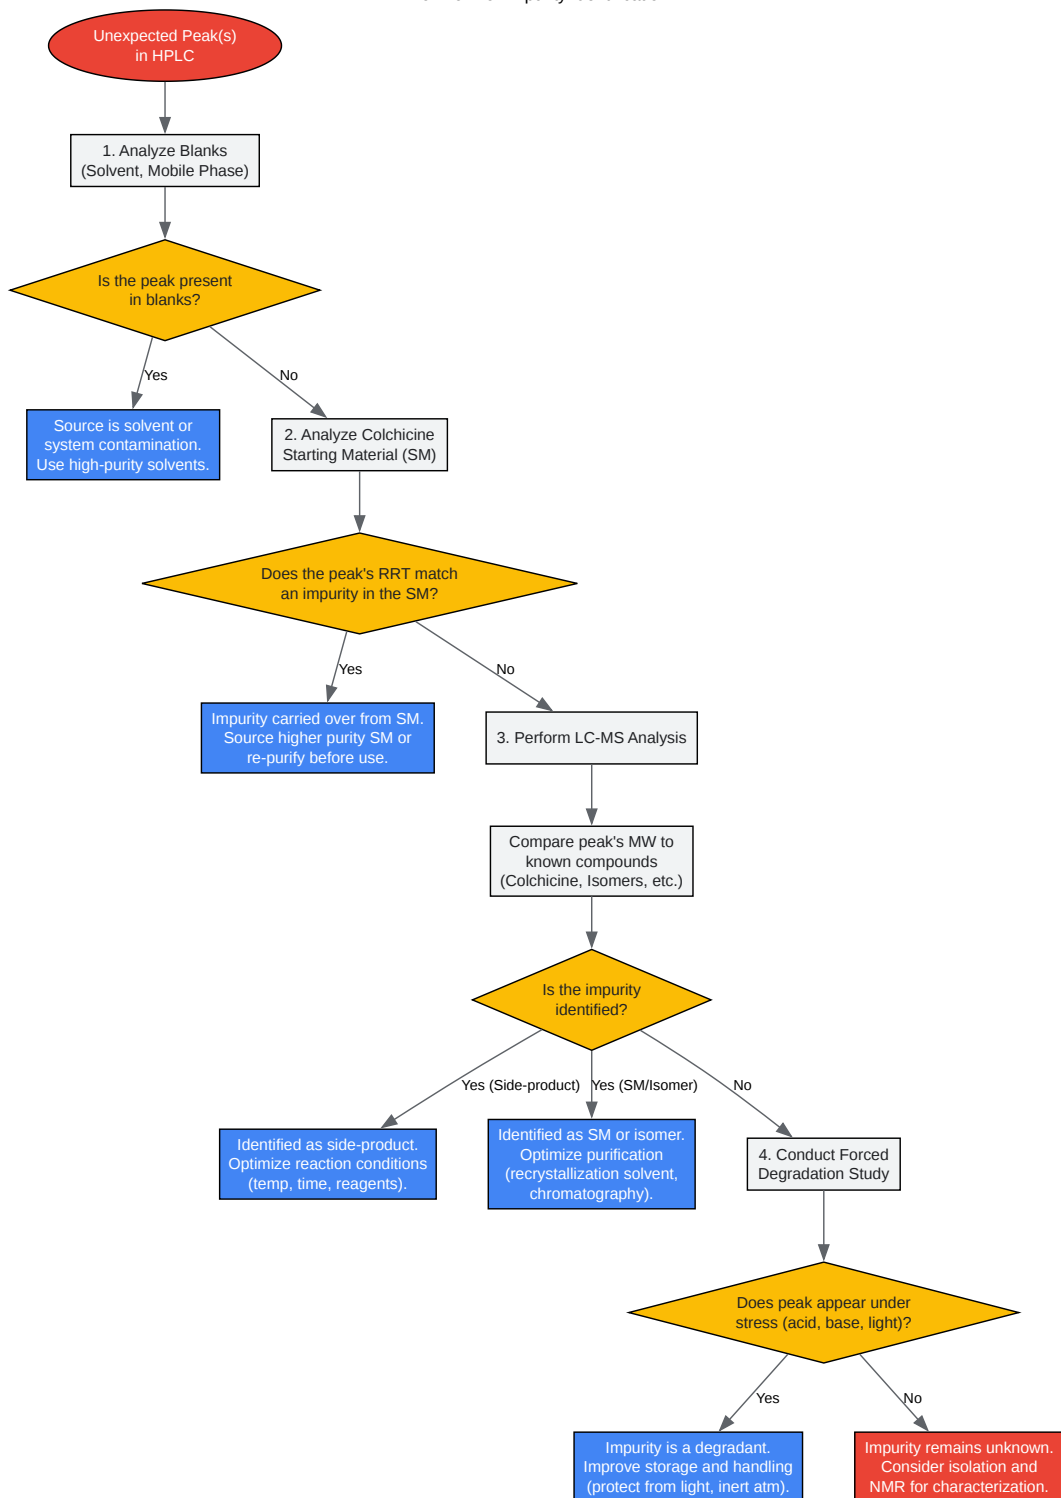 Unexpected Peak(s)
in HPLC
1. Analyze Blanks
(Solvent, Mobile Phase)
Is the peak present
in blanks?
Yes
No
Source is solvent or
system contamination.
Use high-purity solvents.
2. Analyze Colchicine
Starting Material (SM)
Does the peak's RRT match
an impurity in the SM?
Yes
No
Impurity carried over from SM.
Source higher purity SM or
re-purify before use.
3. Perform LC-MS Analysis
Compare peak's MW to
known compounds
(Colchicine, Isomers, etc.)
Is the impurity
identified?
Yes (Side-product)
Yes (SM/Isomer)
No
Identified as side-product.
Optimize reaction conditions
(temp, time, reagents).
Identified as SM or isomer.
Optimize purification
(recrystallization solvent,
chromatography).
4. Conduct Forced
Degradation Study
Does peak appear under
stress (acid, base, light)?
Yes
No
Impurity is a degradant.
Improve storage and handling
(protect from light, inert atm).
Impurity remains unknown.
Consider isolation and
NMR for characterization.